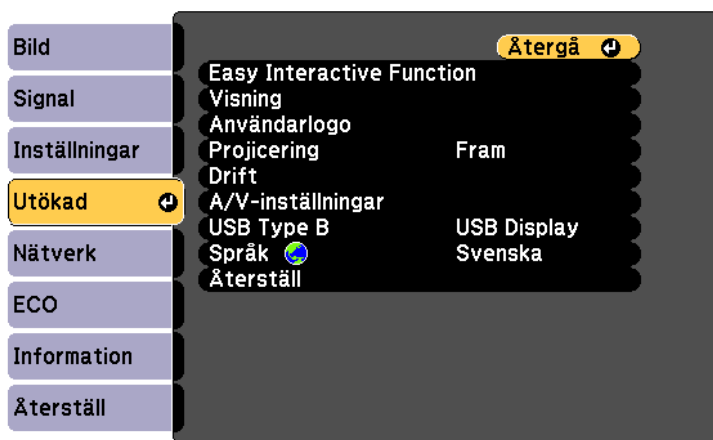 Bild
Signal
Inställningar
Utökad
Nätverk
ECO
Information
Återställ
Återgå
Easy Interactive Function
Visning
Användarlogo
Projicering Fram
Drift
A/V-inställningar
USB Type B USB Display
Språk Svenska
Återställ